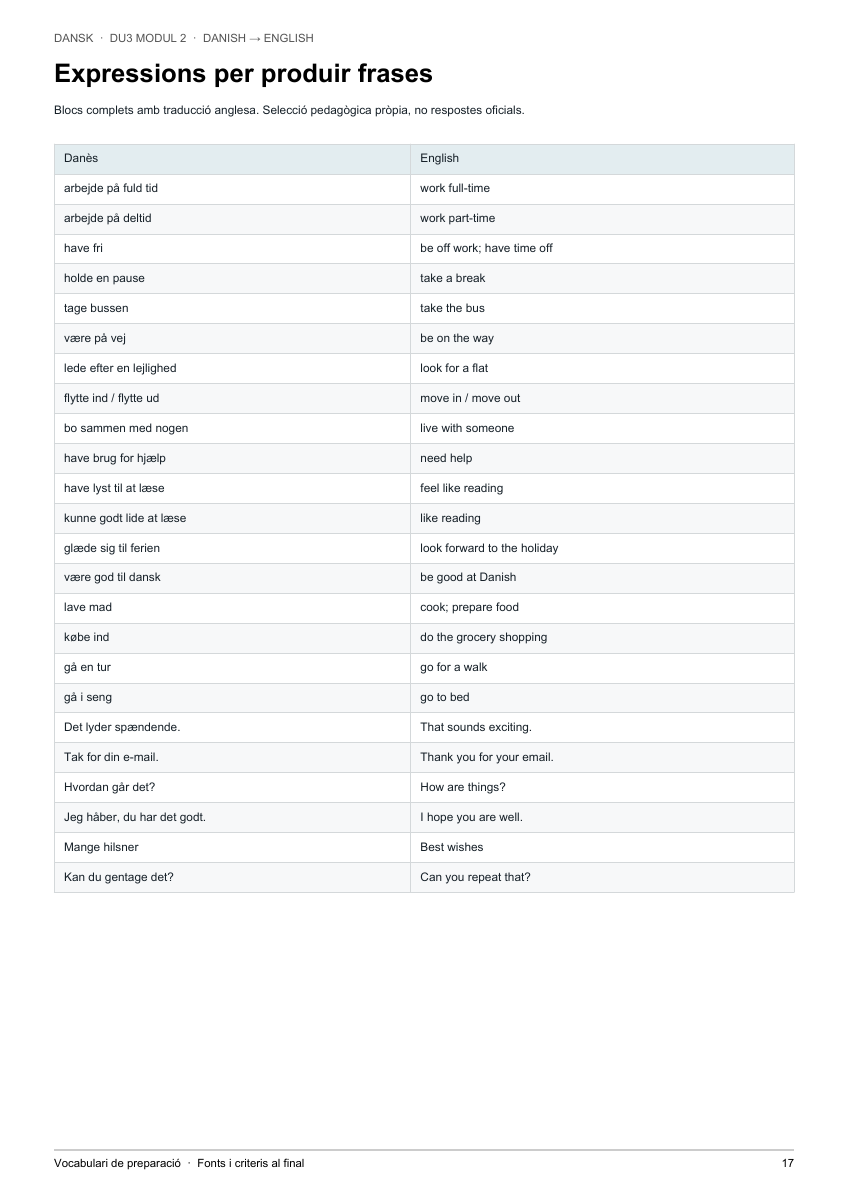 DANSK · DU3 MODUL 2 · DANISH → ENGLISH
Expressions per produir frases
Blocs complets amb traducció anglesa. Selecció pedagògica pròpia, no respostes oficials.
Danès English
arbejde på fuld tid work full-time
arbejde på deltid work part-time
have fri be off work; have time off
holde en pause take a break
tage bussen take the bus
være på vej be on the way
lede efter en lejlighed look for a flat
flytte ind / flytte ud move in / move out
bo sammen med nogen live with someone
have brug for hjælp need help
have lyst til at læse feel like reading
kunne godt lide at læse like reading
glæde sig til ferien look forward to the holiday
være god til dansk be good at Danish
lave mad cook; prepare food
købe ind do the grocery shopping
gå en tur go for a walk
gå i seng go to bed
Det lyder spændende. That sounds exciting.
Tak for din e-mail. Thank you for your email.
Hvordan går det? How are things?
Jeg håber, du har det godt. I hope you are well.
Mange hilsner Best wishes
Kan du gentage det? Can you repeat that?
Vocabulari de preparació · Fonts i criteris al final 17